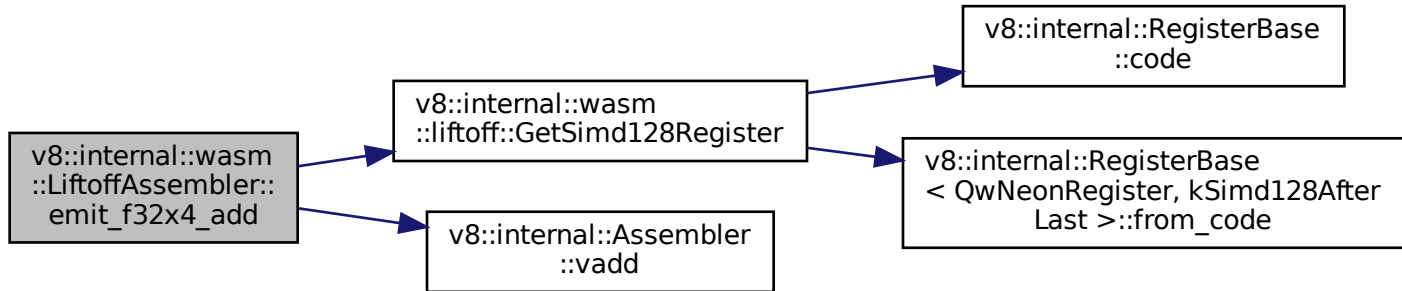 v8::internal::wasm
::LiftoffAssembler::
emit_f32x4_add
v8::internal::wasm
::liftoff::GetSimd128Register
v8::internal::Assembler
::vadd
v8::internal::RegisterBase
::code
v8::internal::RegisterBase
< QwNeonRegister, kSimd128After
Last >::from_code